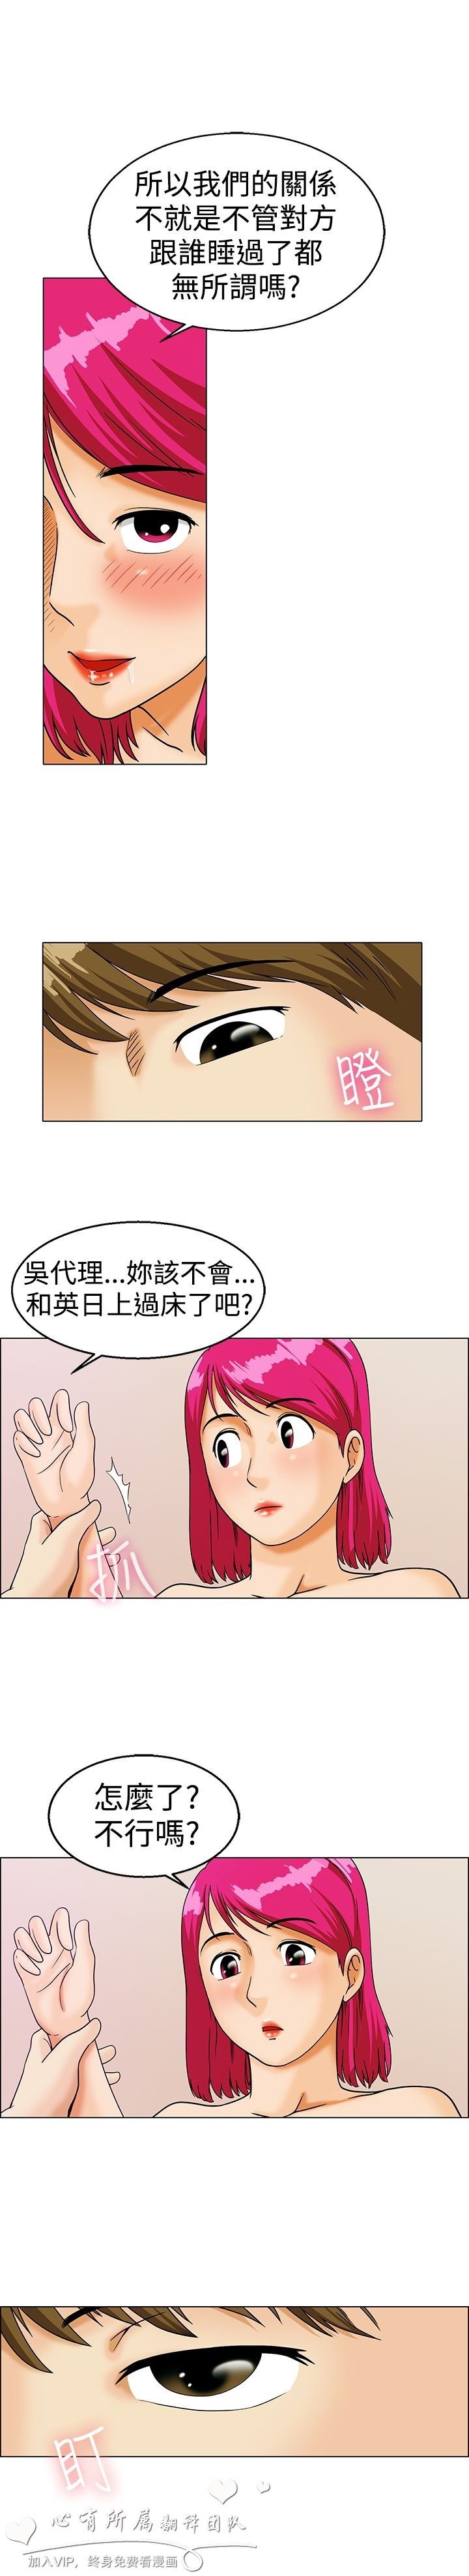 所以我們的關係
不就是不管對方
跟誰睡過了都
無所謂嗎?
瞪
吳代理...妳該不會...
和英日上過床了吧?
抓
怎麼了?
不行嗎?
盯
心有所属翻译团队
加入VIP，终身免费看漫画